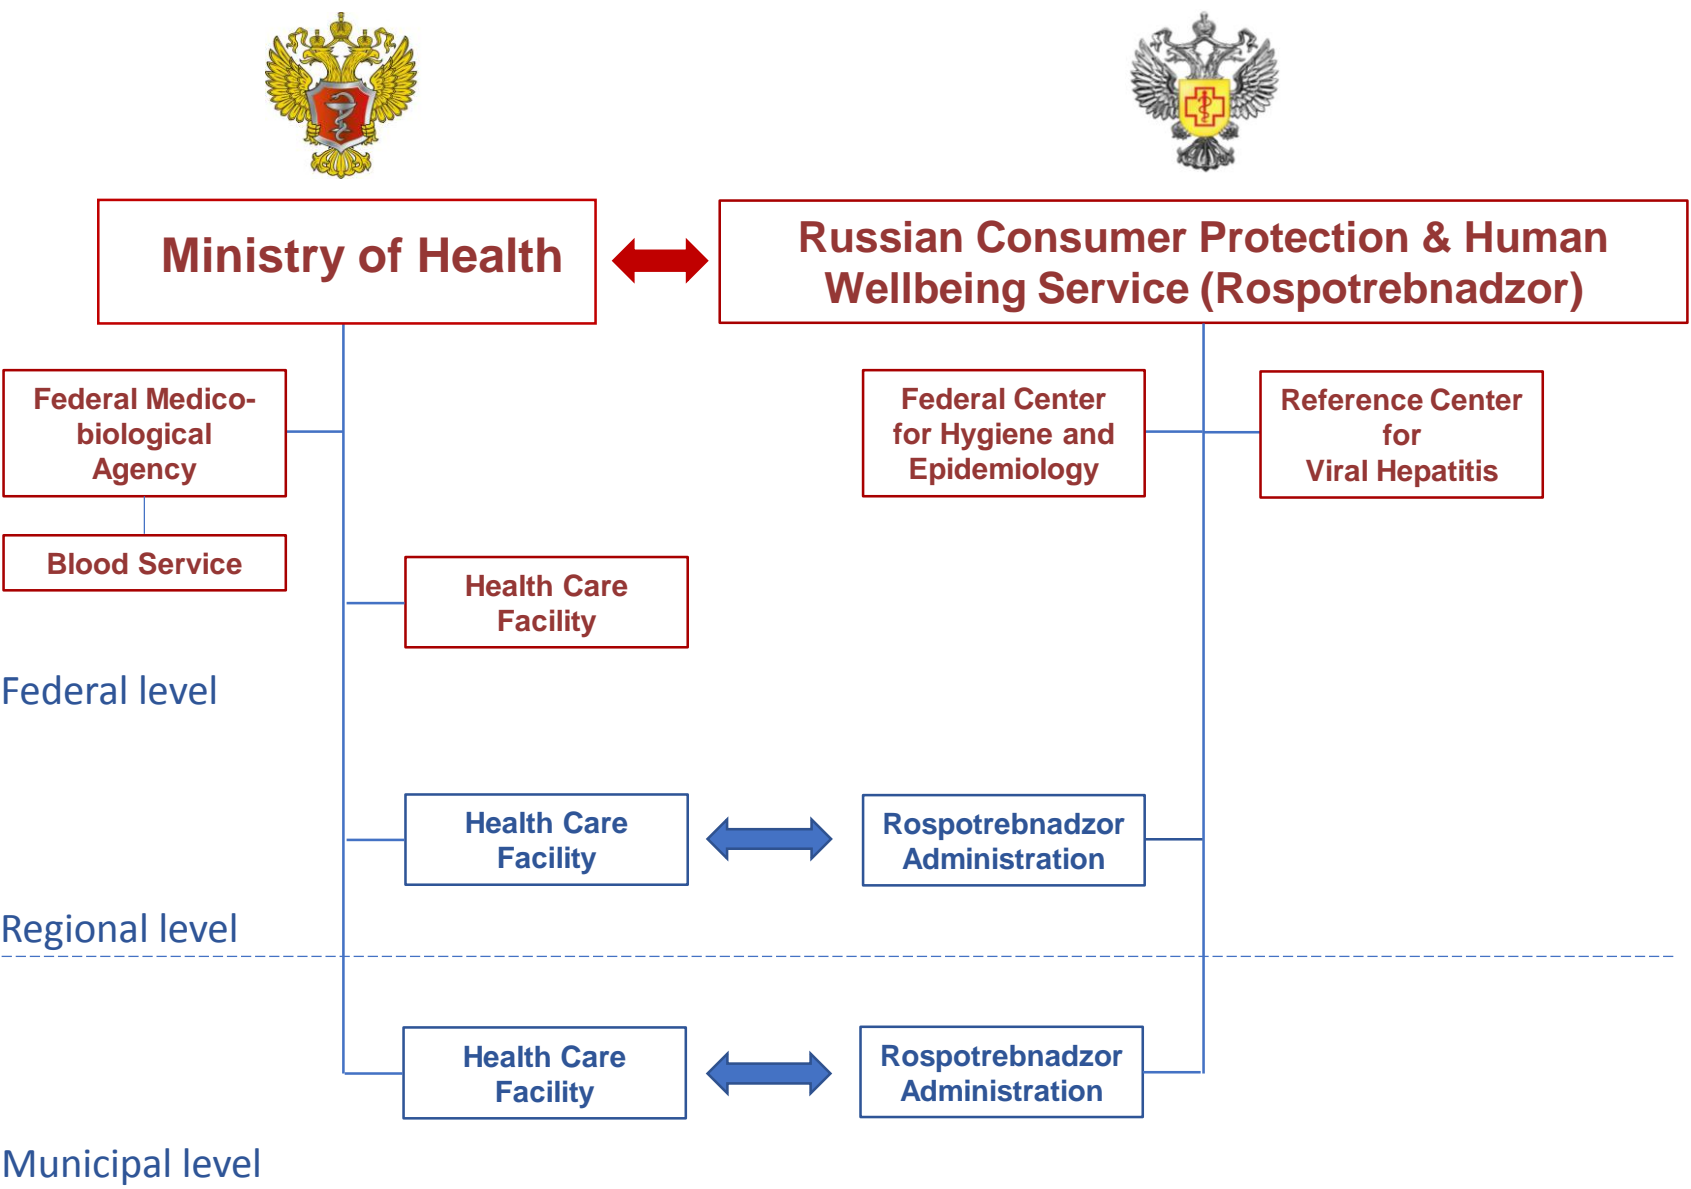 Ministry of Health
Russian Consumer Protection & Human
Wellbeing Service (Rospotrebnadzor)
Federal Medico-
biological
Agency
Federal Center
for Hygiene and
Epidemiology
Reference Center
for
Viral Hepatitis
Blood Service
Health Care
Facility
Federal level
Health Care
Facility
Rospotrebnadzor
Administration
Regional level
Health Care
Facility
Rospotrebnadzor
Administration
Municipal level